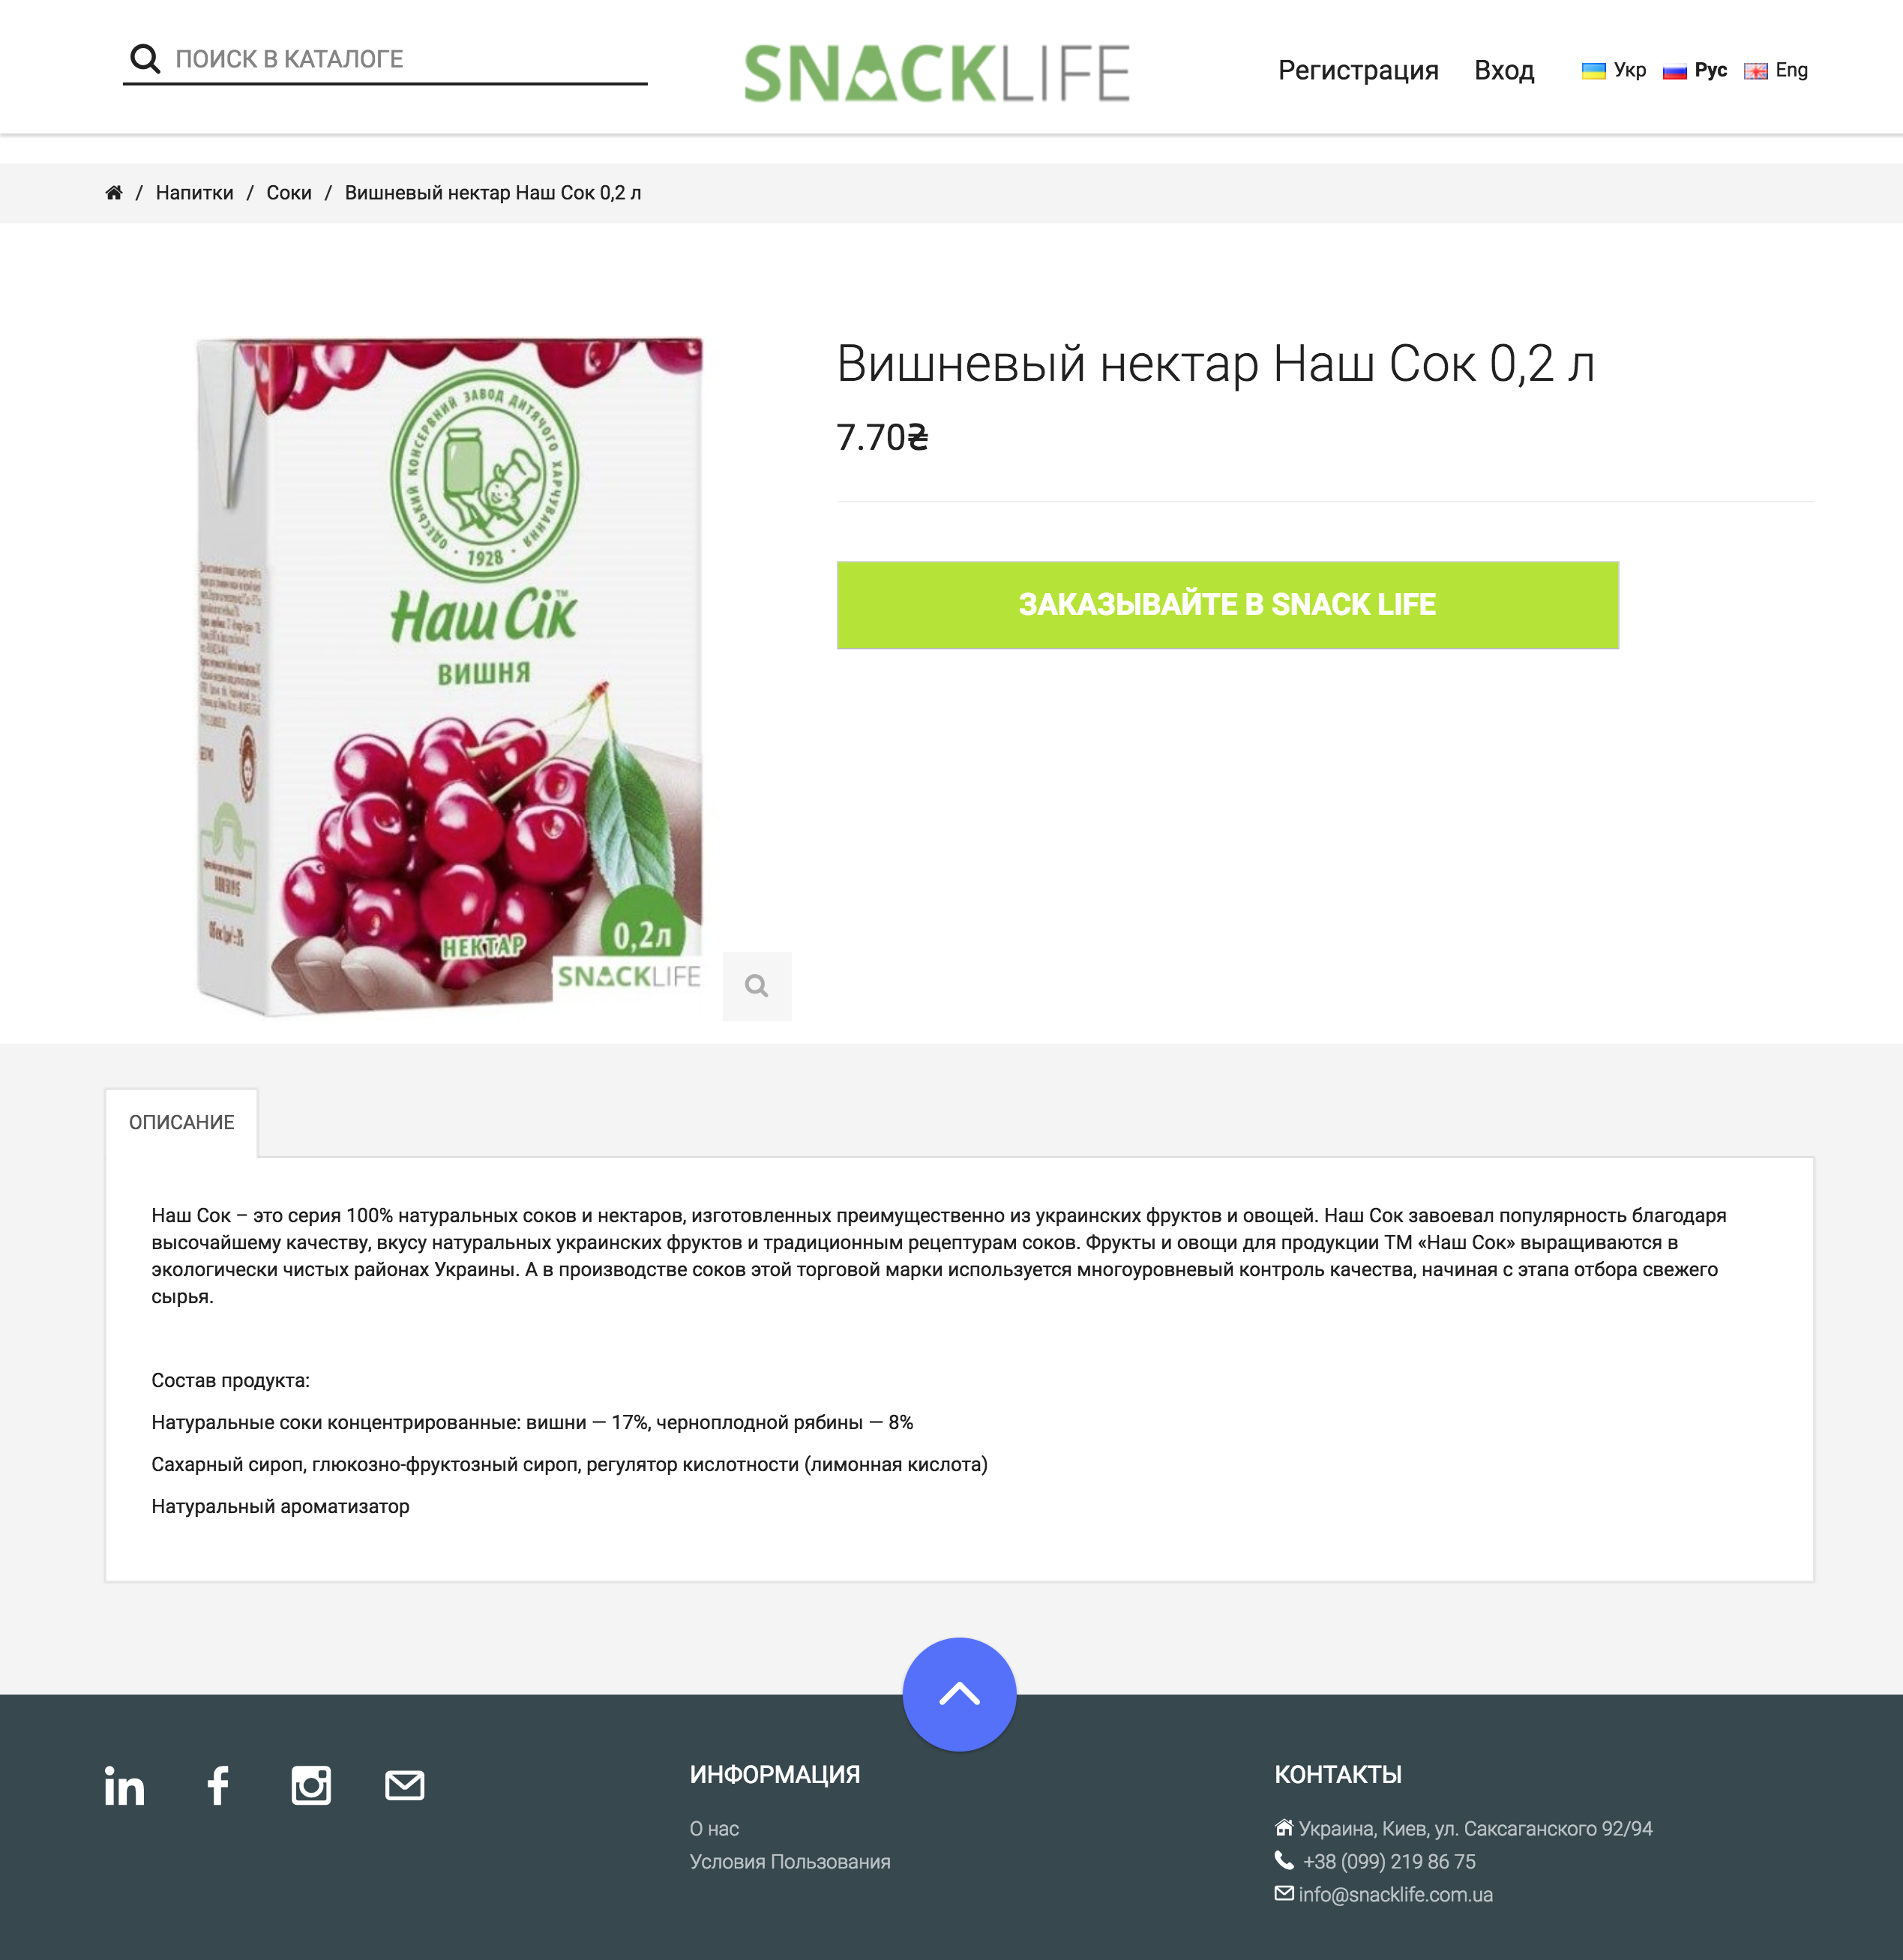 ПОИСК В КАТАЛОГЕ
SNACKLIFE
Регистрация Вход Укр Рус Eng
/ Напитки / Соки / Вишневый нектар Наш Сок 0,2 л
ОДЕСЬКИЙ КОНСЕРВНИЙ ЗАВОД ДИТЯЧОГО ХАРЧУВАННЯ
• 1928 •
Наш Сік™
ВИШНЯ
НЕКТАР
0,2л
SNACKLIFE
Вишневый нектар Наш Сок 0,2 л
7.70₴
ЗАКАЗЫВАЙТЕ В SNACK LIFE
ОПИСАНИЕ
Наш Сок – это серия 100% натуральных соков и нектаров, изготовленных преимущественно из украинских фруктов и овощей. Наш Сок завоевал популярность благодаря
высочайшему качеству, вкусу натуральных украинских фруктов и традиционным рецептурам соков. Фрукты и овощи для продукции ТМ «Наш Сок» выращиваются в
экологически чистых районах Украины. А в производстве соков этой торговой марки используется многоуровневый контроль качества, начиная с этапа отбора свежего
сырья.
Состав продукта:
Натуральные соки концентрированные: вишни — 17%, черноплодной рябины — 8%
Сахарный сироп, глюкозно-фруктозный сироп, регулятор кислотности (лимонная кислота)
Натуральный ароматизатор
ИНФОРМАЦИЯ
О нас
Условия Пользования
КОНТАКТЫ
Украина, Киев, ул. Саксаганского 92/94
+38 (099) 219 86 75
info@snacklife.com.ua